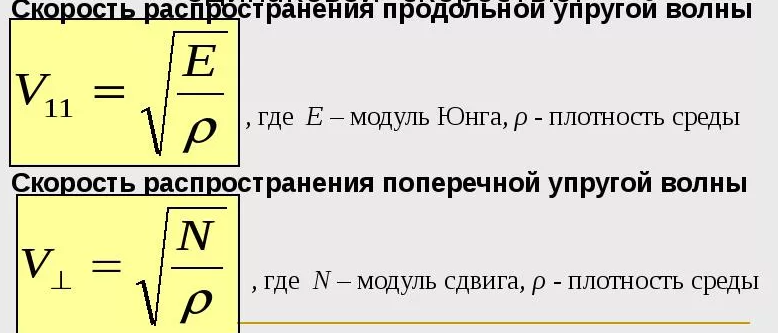 Скорость распространения продольной упругой волны
V₁₁ = √(E/ρ) , где E – модуль Юнга, ρ - плотность среды
Скорость распространения поперечной упругой волны
V⊥ = √(N/ρ) , где N – модуль сдвига, ρ - плотность среды